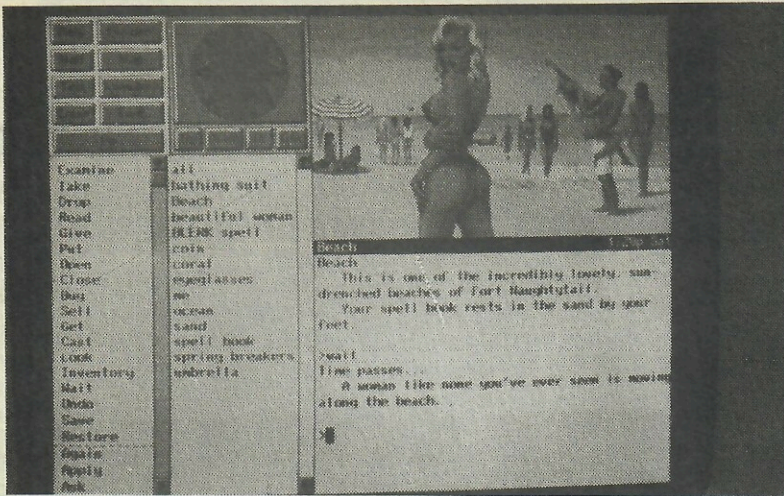 Examine
Take
Drop
Read
Give
Put
Open
Close
Buy
Sell
Get
Cast
Look
Inventory
Wait
Undo
Save
Restore
Again
Apply
Ask
all
bathing suit
Beach
beautiful woman
BLERK spell
coin
coral
eyeglasses
me
ocean
sand
spell book
spring breakers
umbrella
Beach
Beach
This is one of the incredibly lovely, sun-
drenched beaches of Fort Naughtytail.
Your spell book rests in the sand by your
feet.
>wait
Time passes...
A woman like none you've ever seen is moving
along the beach.
>